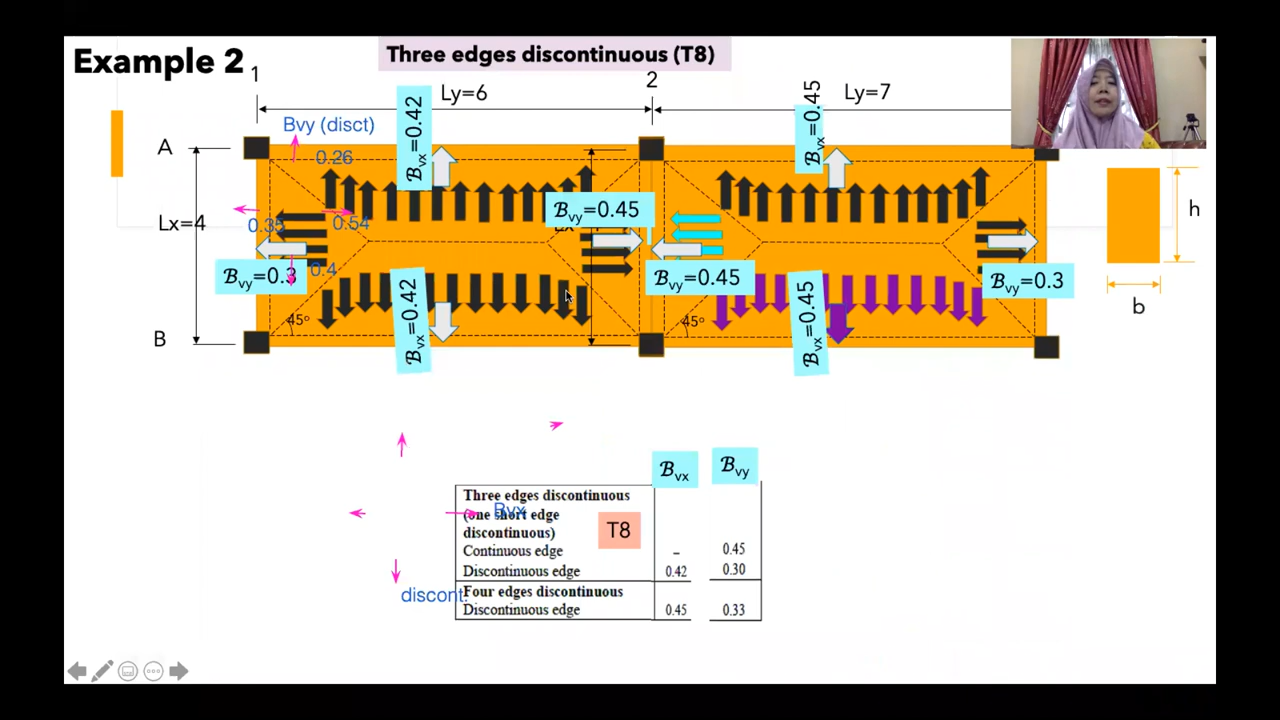 Example 2
Three edges discontinuous (T8)
1
2
Ly=6
Ly=7
Bvy (disct)
A
0.26
ℬvx=0.42
ℬvx=0.45
Lx=4
0.35
0.54
ℬvy=0.45
h
ℬvy=0.3
0.4
ℬvy=0.45
ℬvy=0.3
b
45°
ℬvx=0.42
45°
ℬvx=0.45
B
ℬvx
ℬvy
Three edges discontinuous
(one short edge
Bvx
discontinuous)
T8
Continuous edge – 0.45
Discontinuous edge 0.42 0.30
discont.
Four edges discontinuous
Discontinuous edge 0.45 0.33